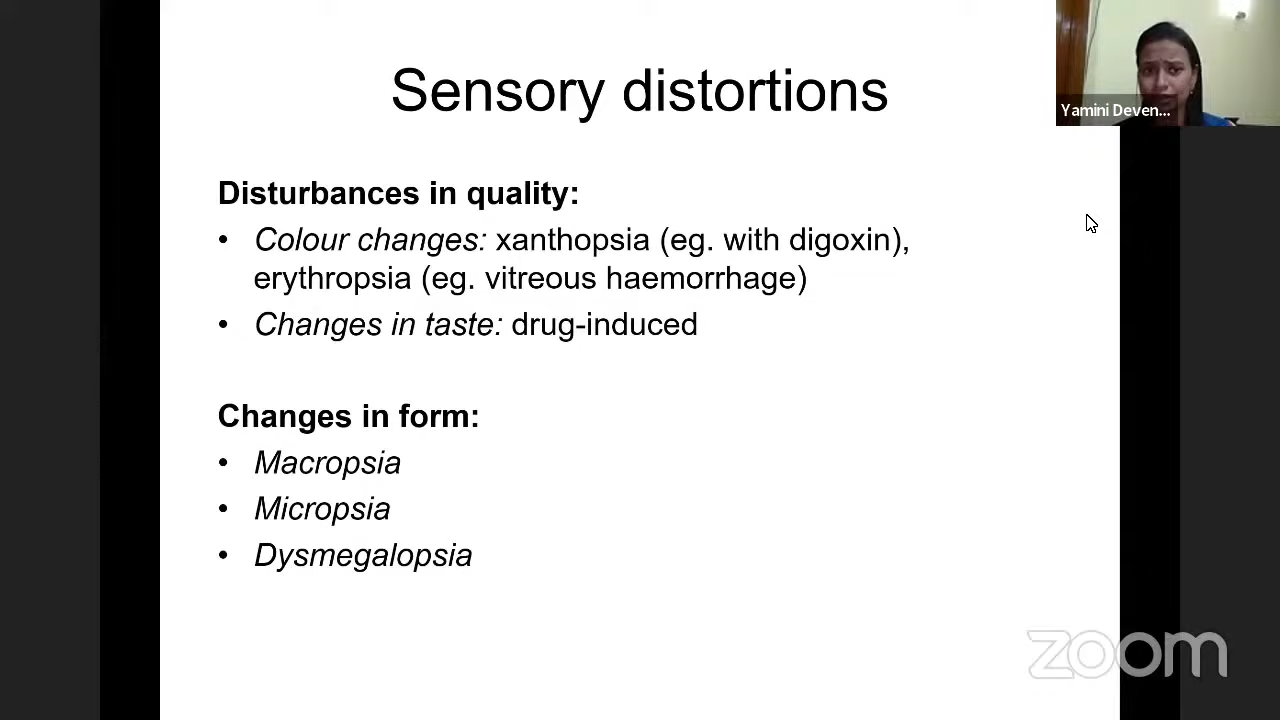 Sensory distortions
Yamini Deven...
Disturbances in quality:
• Colour changes: xanthopsia (eg. with digoxin),
erythropsia (eg. vitreous haemorrhage)
• Changes in taste: drug-induced
Changes in form:
• Macropsia
• Micropsia
• Dysmegalopsia
zoom